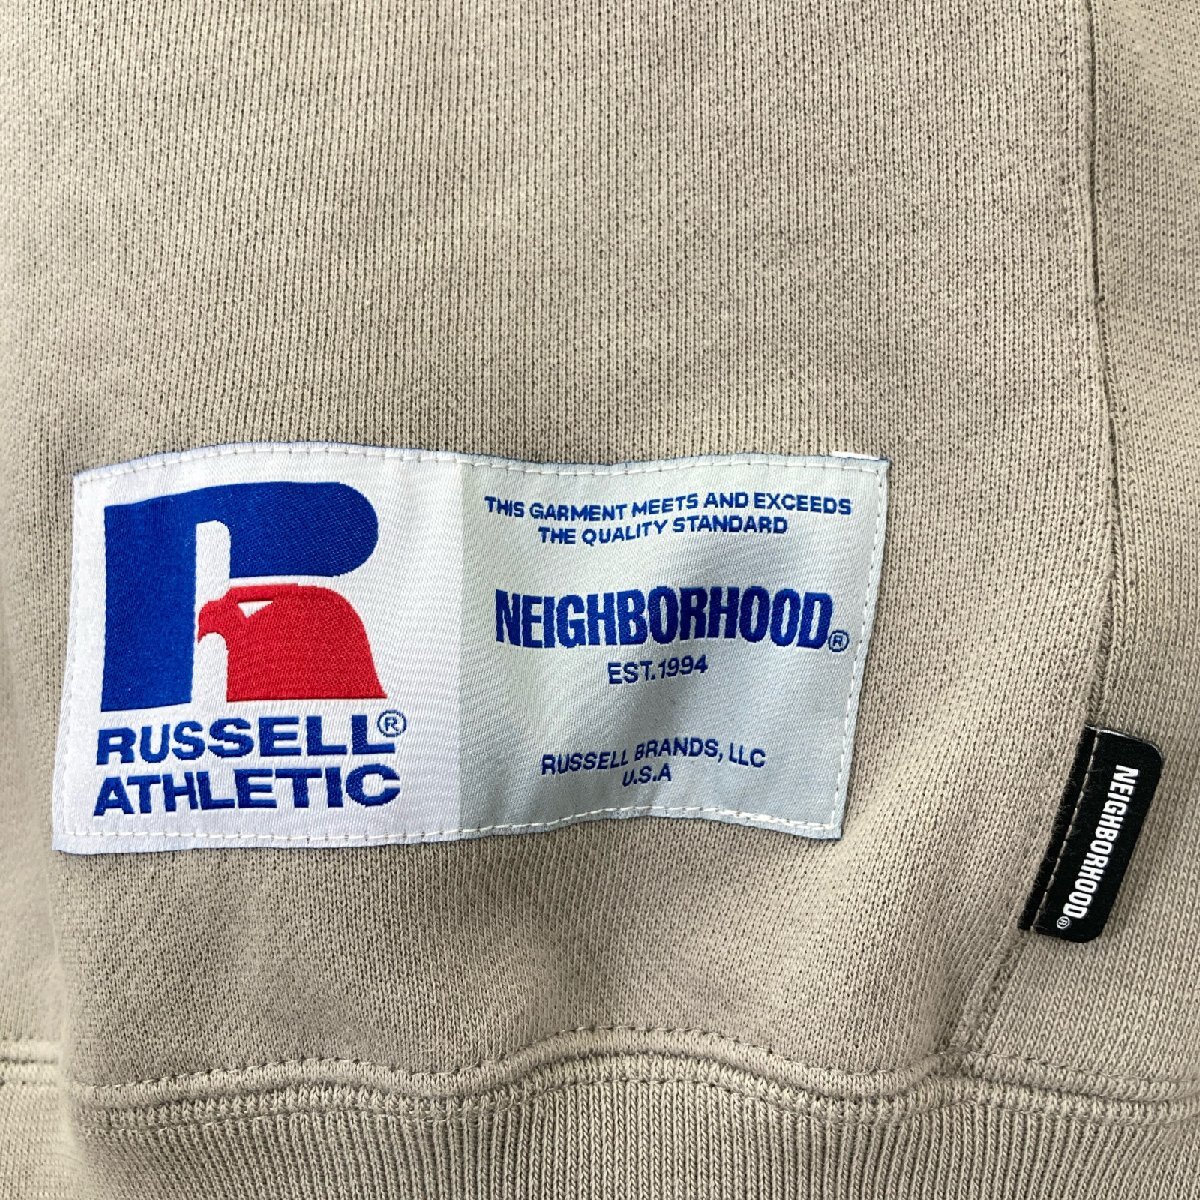 RUSSELL®
ATHLETIC
THIS GARMENT MEETS AND EXCEEDS
THE QUALITY STANDARD
NEIGHBORHOOD®
EST.1994
RUSSELL BRANDS, LLC
U.S.A
NEIGHBORHOOD®